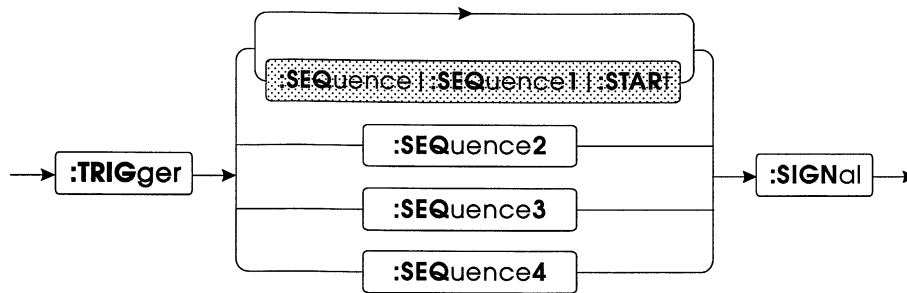 :SEQuence|:SEQuence1|:STARt
:SEQuence2
:TRIGger
:SIGNal
:SEQuence3
:SEQuence4